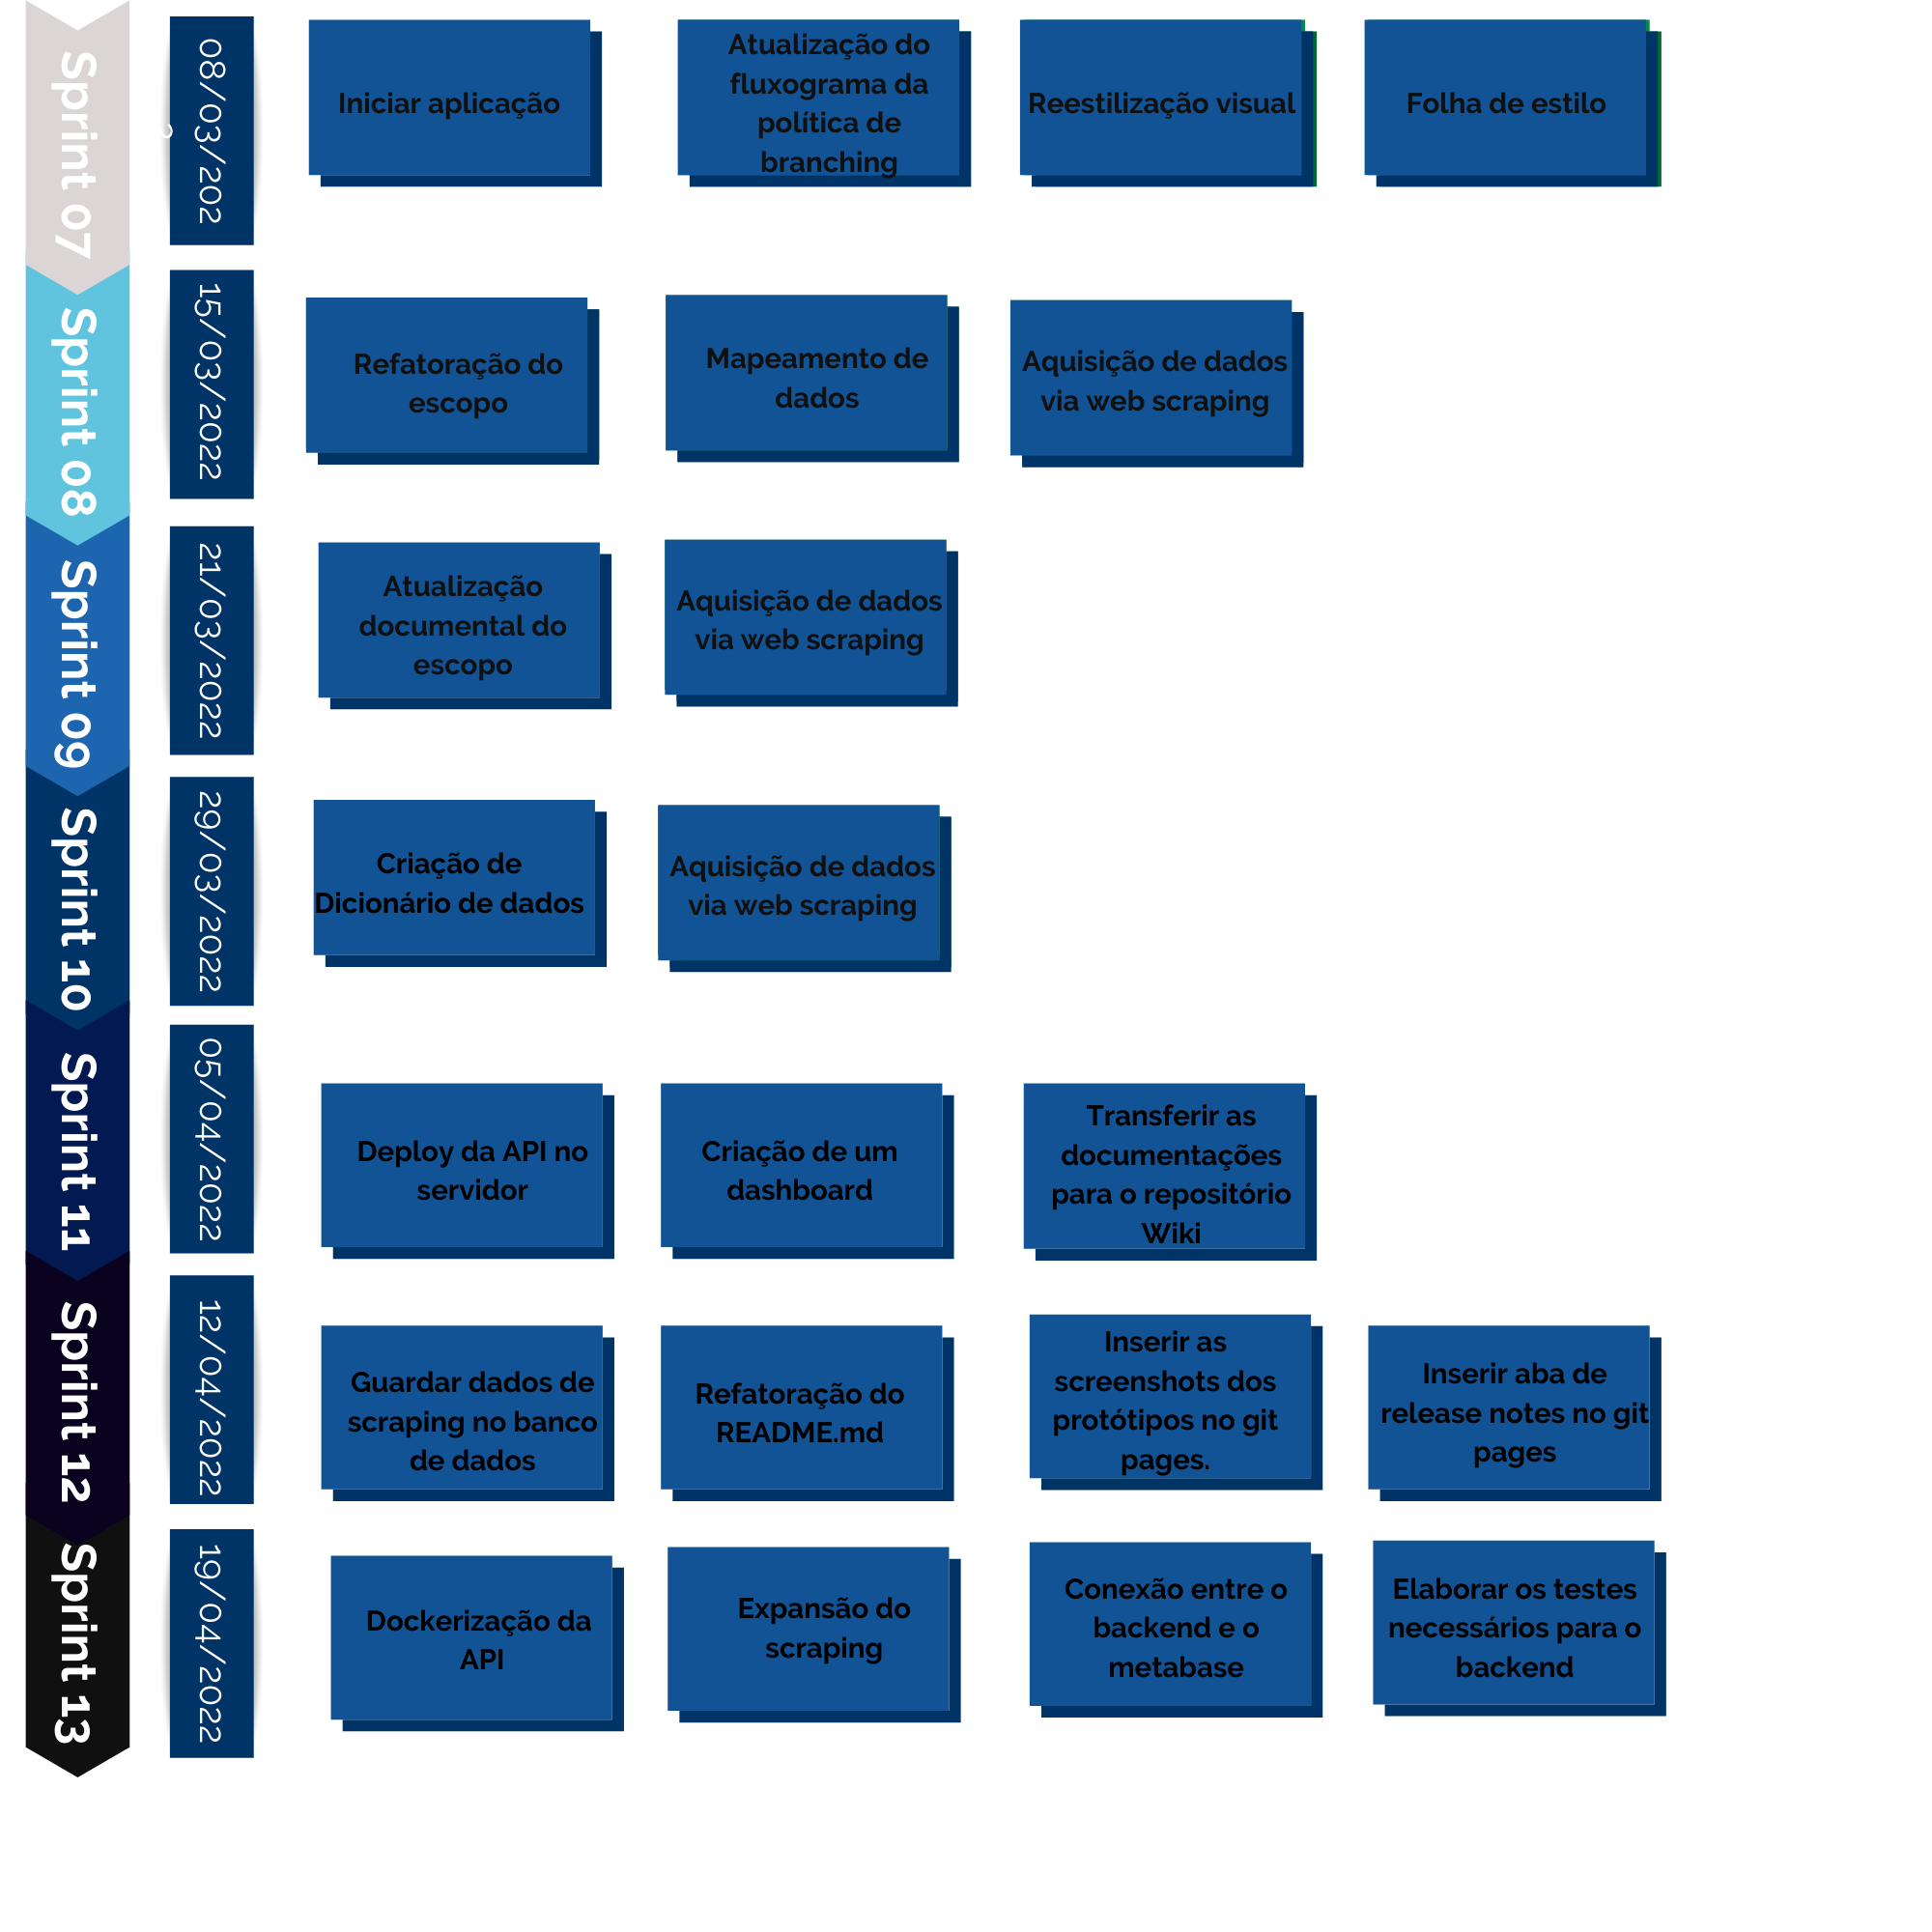 Sprint 07
08/03/202
2
Iniciar aplicação
Atualização do
fluxograma da
política de
branching
Reestilização visual
Folha de estilo
Sprint 08
15/03/2022
Refatoração do
escopo
Mapeamento de
dados
Aquisição de dados
via web scraping
Sprint 09
21/03/2022
Atualização
documental do
escopo
Aquisição de dados
via web scraping
Sprint 10
29/03/2022
Criação de
Dicionário de dados
Aquisição de dados
via web scraping
Sprint 11
05/04/2022
Deploy da API no
servidor
Criação de um
dashboard
Transferir as
documentações
para o repositório
Wiki
Sprint 12
12/04/2022
Guardar dados de
scraping no banco
de dados
Refatoração do
README.md
Inserir as
screenshots dos
protótipos no git
pages.
Inserir aba de
release notes no git
pages
Sprint 13
19/04/2022
Dockerização da
API
Expansão do
scraping
Conexão entre o
backend e o
metabase
Elaborar os testes
necessários para o
backend